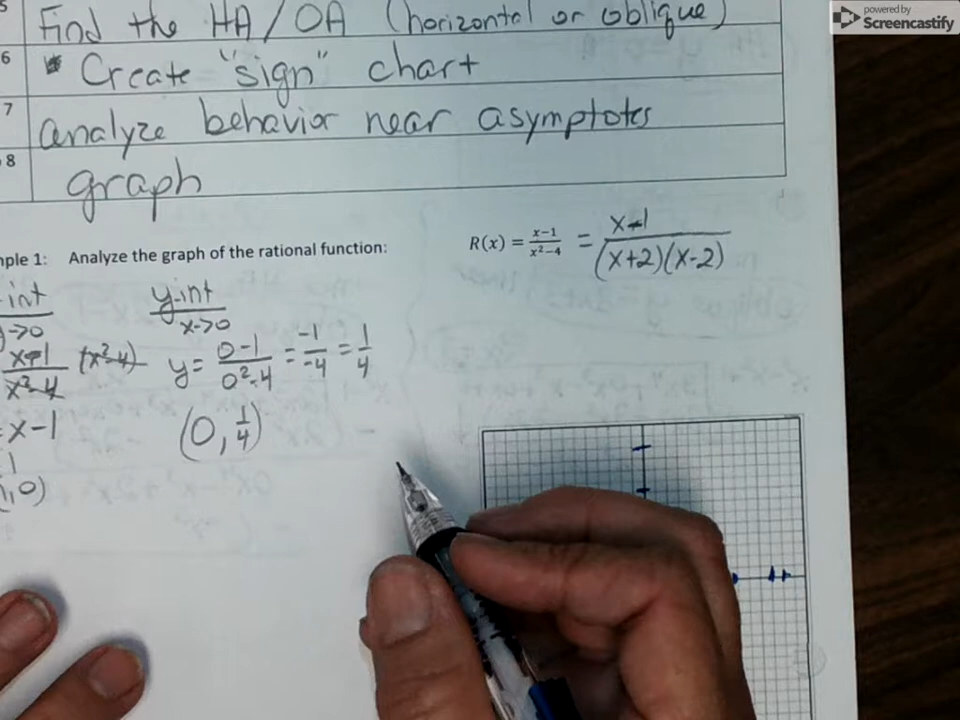 powered by
Screencastify
5 Find the HA/OA (horizontal or oblique)
6 * Create "sign" chart
7 analyze behavior near asymptotes
8 graph
mple 1: Analyze the graph of the rational function:
R(x) = x-1 / x²-4 = x-1 / (x+2)(x-2)
-int
y→0
x-1 / x²-4 (x²-4)
= x-1
1
1,0)
y-int
x->0
y = 0-1 / 0²-4 = -1 / -4 = 1 / 4
(0, 1/4)